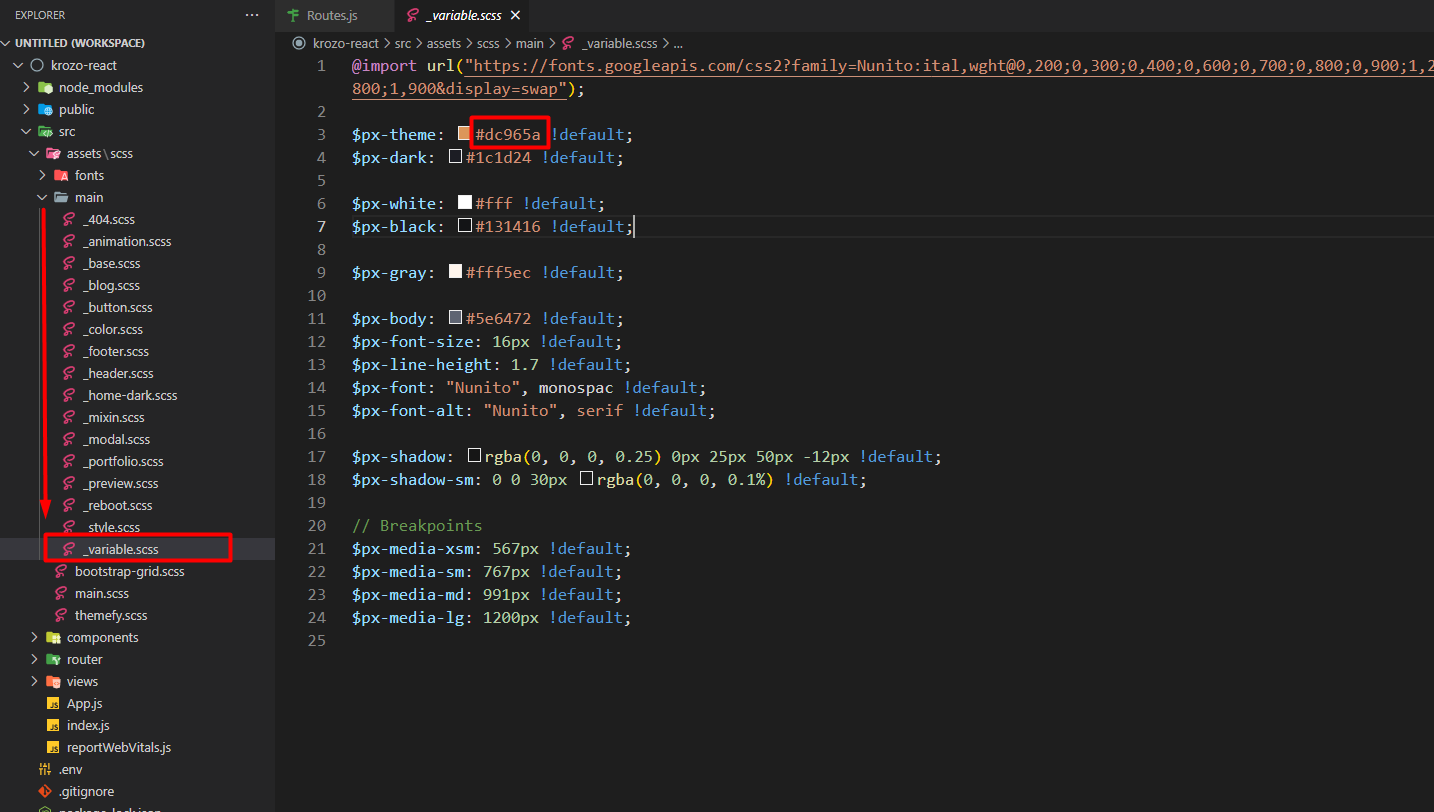 EXPLORER
···
UNTITLED (WORKSPACE)
krozo-react
node_modules
public
src
assets\scss
fonts
main
_404.scss
_animation.scss
_base.scss
_blog.scss
_button.scss
_color.scss
_footer.scss
_header.scss
_home-dark.scss
_mixin.scss
_modal.scss
_portfolio.scss
_preview.scss
_reboot.scss
_style.scss
_variable.scss
bootstrap-grid.scss
main.scss
themefy.scss
components
router
views
JS App.js
JS index.js
JS reportWebVitals.js
.env
.gitignore
package-lock.json
Routes.js
_variable.scss
krozo-react > src > assets > scss > main > _variable.scss > ...
1 @import url("https://fonts.googleapis.com/css2?family=Nunito:ital,wght@0,200;0,300;0,400;0,600;0,700;0,800;0,900;1,2
800;1,900&display=swap");
2
3 $px-theme: #dc965a !default;
4 $px-dark: #1c1d24 !default;
5
6 $px-white: #fff !default;
7 $px-black: #131416 !default;
8
9 $px-gray: #fff5ec !default;
10
11 $px-body: #5e6472 !default;
12 $px-font-size: 16px !default;
13 $px-line-height: 1.7 !default;
14 $px-font: "Nunito", monospac !default;
15 $px-font-alt: "Nunito", serif !default;
16
17 $px-shadow: rgba(0, 0, 0, 0.25) 0px 25px 50px -12px !default;
18 $px-shadow-sm: 0 0 30px rgba(0, 0, 0, 0.1%) !default;
19
20 // Breakpoints
21 $px-media-xsm: 567px !default;
22 $px-media-sm: 767px !default;
23 $px-media-md: 991px !default;
24 $px-media-lg: 1200px !default;
25